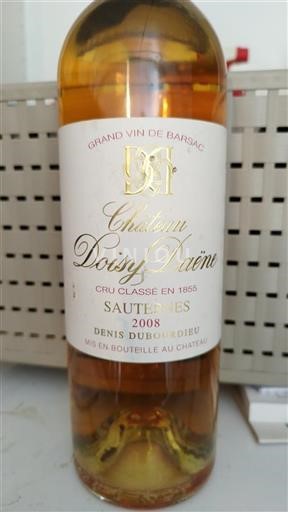 GRAND VIN DE BARSAC
DD
Château
Doisy Daëne
CRU CLASSÉ EN 1855
SAUTERNES
2008
DENIS DUBOURDIEU
MIS EN BOUTEILLE AU CHATEAU